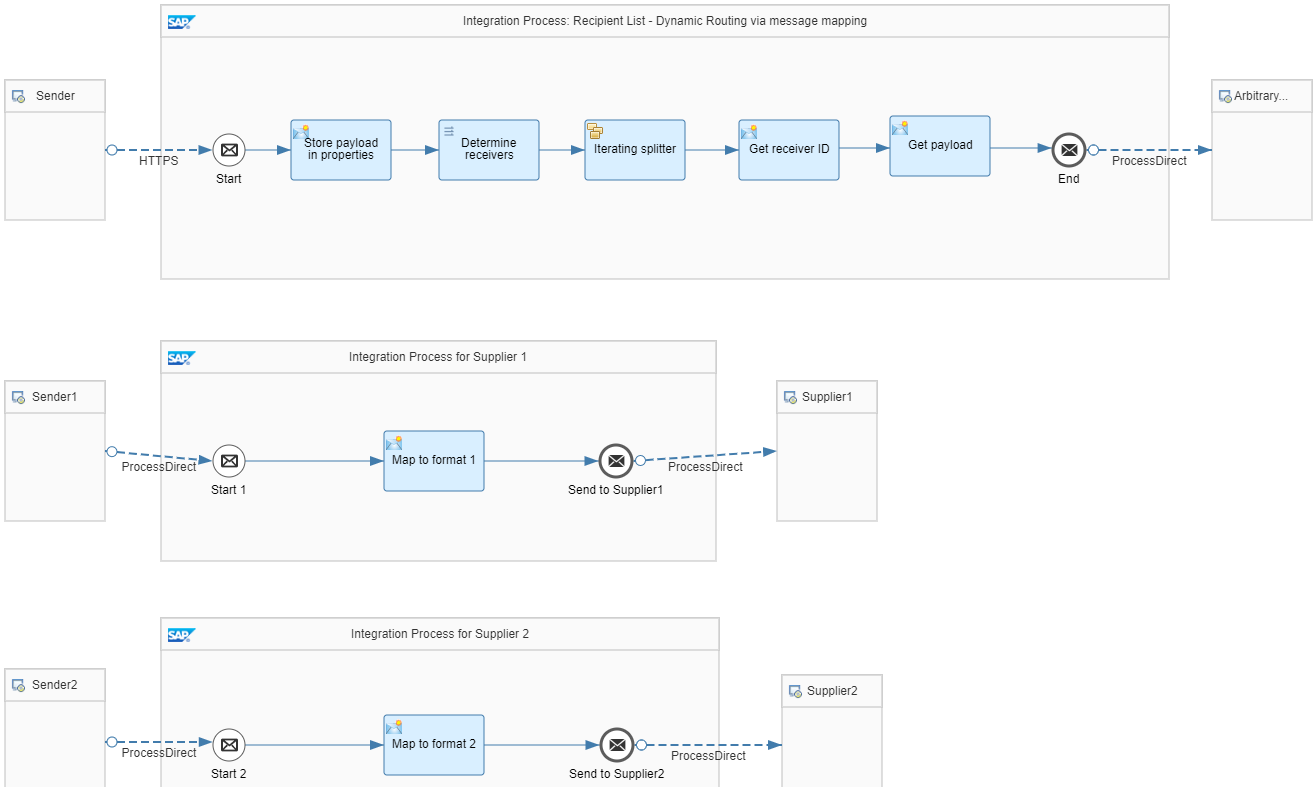 SAP
Integration Process: Recipient List - Dynamic Routing via message mapping
Sender
Arbitrary...
HTTPS
Start
Store payload
in properties
Determine
receivers
Iterating splitter
Get receiver ID
Get payload
End
ProcessDirect
SAP
Integration Process for Supplier 1
Sender1
Supplier1
ProcessDirect
Start 1
Map to format 1
Send to Supplier1
ProcessDirect
SAP
Integration Process for Supplier 2
Sender2
Supplier2
ProcessDirect
Start 2
Map to format 2
Send to Supplier2
ProcessDirect